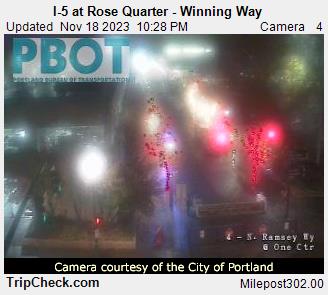 I-5 at Rose Quarter - Winning Way
Updated Nov 18 2023 10:28 PM Camera 4
PBOT
PORTLAND BUREAU OF TRANSPORTATION
4 - N. Ramsey Wy
@ One Ctr
Camera courtesy of the City of Portland
TripCheck.com Milepost302.00